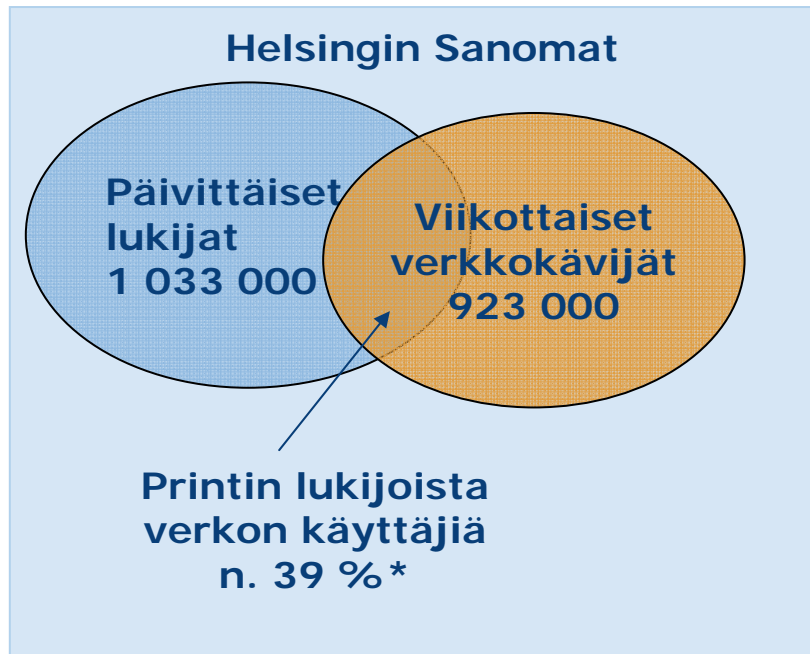 Helsingin Sanomat
Päivittäiset
lukijat
1 033 000
Viikottaiset
verkkokävijät
923 000
Printin lukijoista
verkon käyttäjiä
n. 39 %*